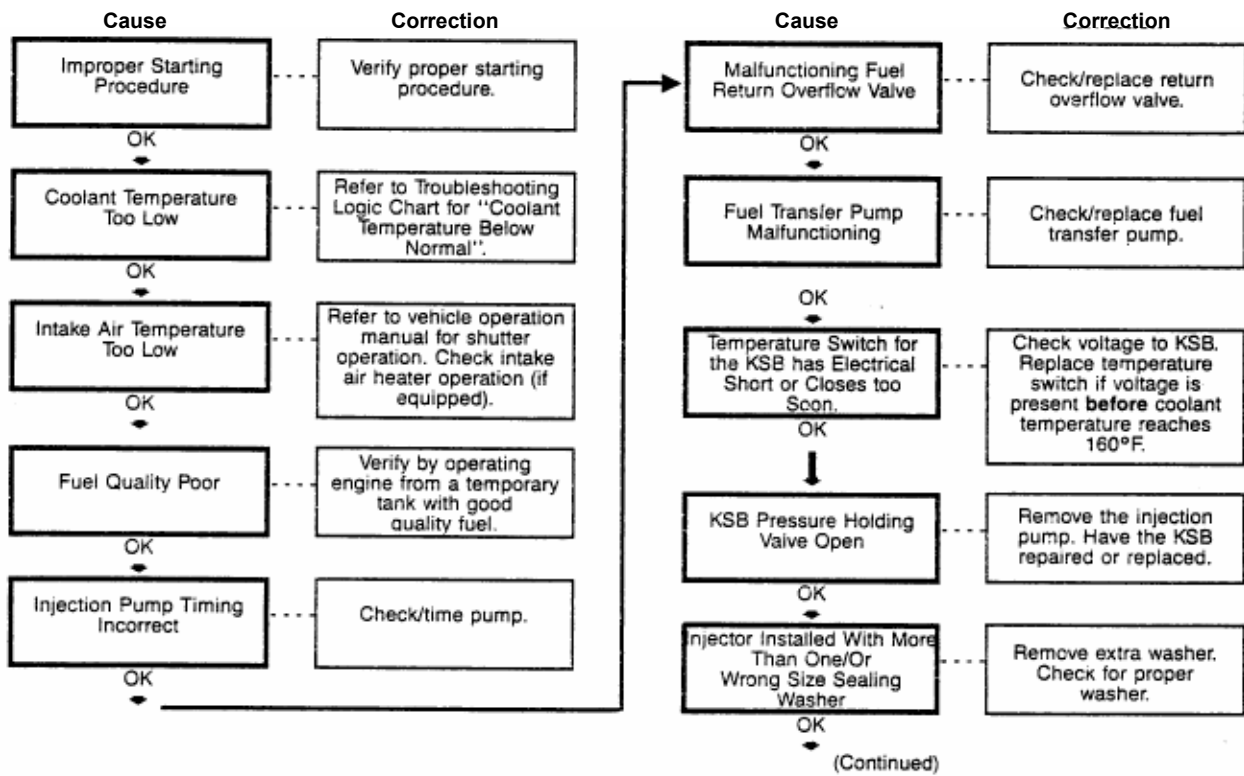 Cause
Correction
Improper Starting
Procedure
Verify proper starting
procedure.
OK
Coolant Temperature
Too Low
Refer to Troubleshooting
Logic Chart for "Coolant
Temperature Below
Normal".
OK
Intake Air Temperature
Too Low
Refer to vehicle operation
manual for shutter
operation. Check intake
air heater operation (if
equipped).
OK
Fuel Quality Poor
Verify by operating
engine from a temporary
tank with good
quality fuel.
OK
Injection Pump Timing
Incorrect
Check/time pump.
OK
Cause
Correction
Malfunctioning Fuel
Return Overflow Valve
Check/replace return
overflow valve.
OK
Fuel Transfer Pump
Malfunctioning
Check/replace fuel
transfer pump.
OK
Temperature Switch for
the KSB has Electrical
Short or Closes too
Soon.
Check voltage to KSB.
Replace temperature
switch if voltage is
present before coolant
temperature reaches
160°F.
OK
KSB Pressure Holding
Valve Open
Remove the injection
pump. Have the KSB
repaired or replaced.
OK
Injector Installed With More
Than One/Or
Wrong Size Sealing
Washer
Remove extra washer.
Check for proper
washer.
OK
(Continued)